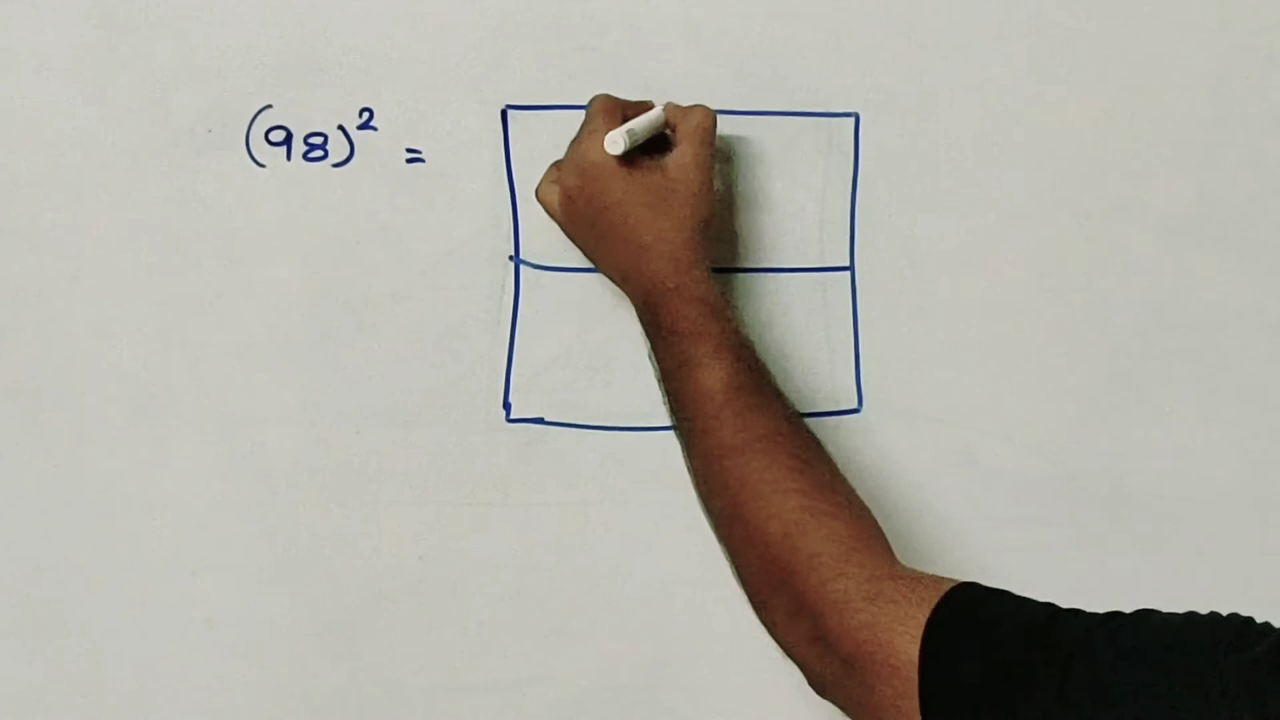 (98)² =